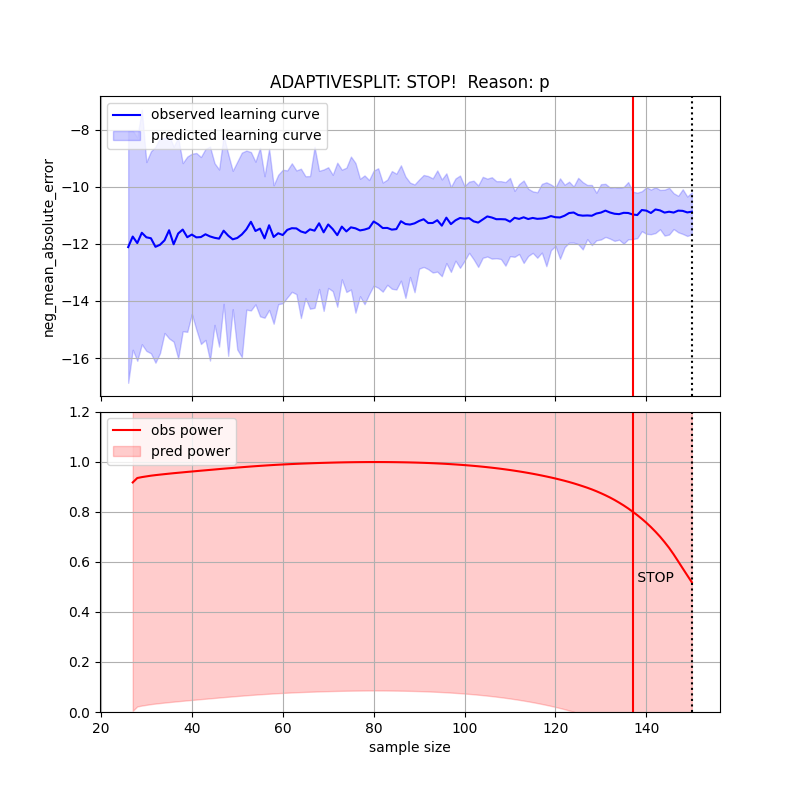 ADAPTIVESPLIT: STOP!  Reason: p
observed learning curve
predicted learning curve
−8
−10
−12
−14
−16
neg_mean_absolute_error
obs power
pred power
1.2
1.0
0.8
0.6
0.4
0.2
0.0
STOP
20 40 60 80 100 120 140
sample size